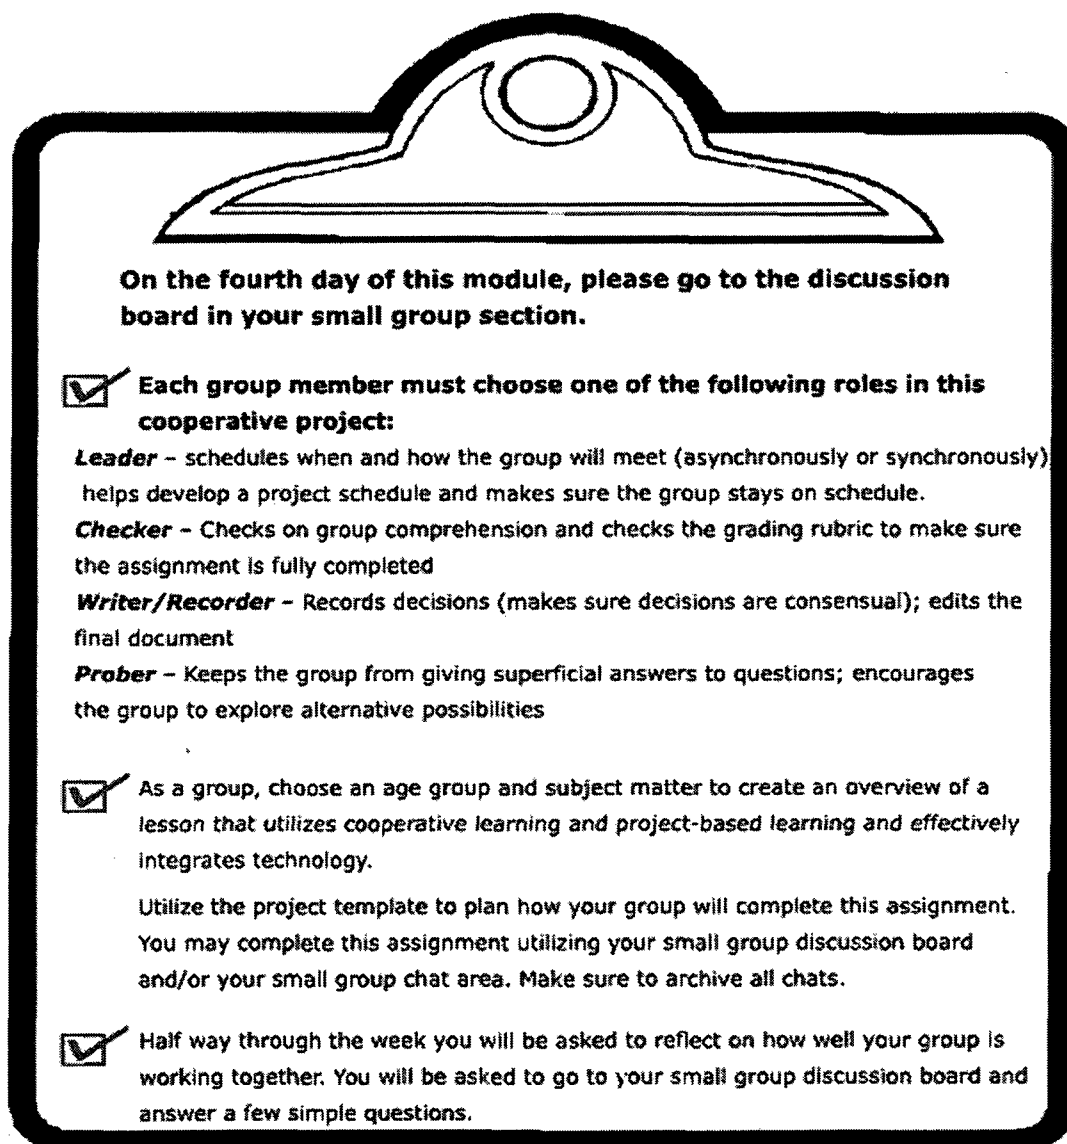 On the fourth day of this module, please go to the discussion
board in your small group section.
Each group member must choose one of the following roles in this
cooperative project:
Leader – schedules when and how the group will meet (asynchronously or synchronously)
helps develop a project schedule and makes sure the group stays on schedule.
Checker – Checks on group comprehension and checks the grading rubric to make sure
the assignment is fully completed
Writer/Recorder – Records decisions (makes sure decisions are consensual); edits the
final document
Prober – Keeps the group from giving superficial answers to questions; encourages
the group to explore alternative possibilities
As a group, choose an age group and subject matter to create an overview of a
lesson that utilizes cooperative learning and project-based learning and effectively
integrates technology.
Utilize the project template to plan how your group will complete this assignment.
You may complete this assignment utilizing your small group discussion board
and/or your small group chat area. Make sure to archive all chats.
Half way through the week you will be asked to reflect on how well your group is
working together. You will be asked to go to your small group discussion board and
answer a few simple questions.